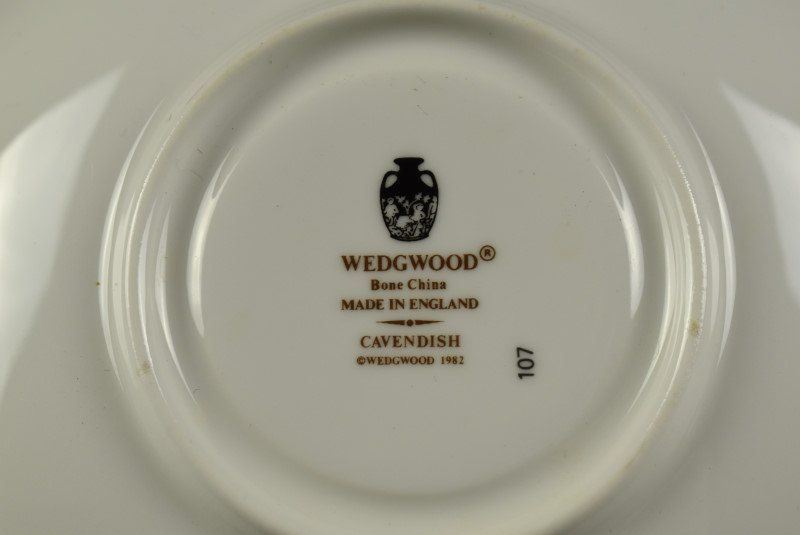 WEDGWOOD®
Bone China
MADE IN ENGLAND
CAVENDISH
©WEDGWOOD 1982
107